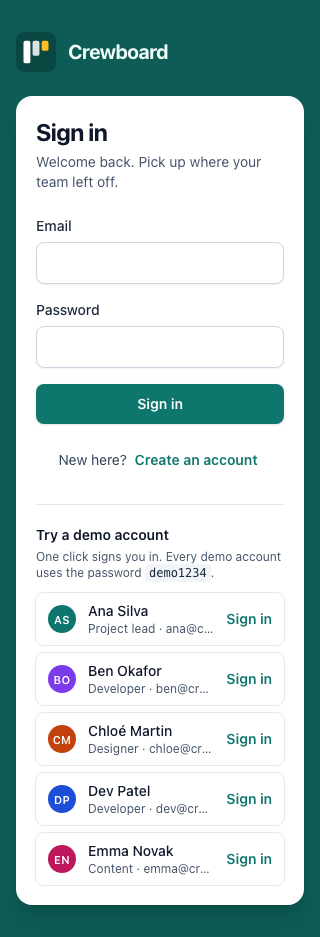 Crewboard
Sign in
Welcome back. Pick up where your
team left off.
Email
Password
Sign in
New here? Create an account
Try a demo account
One click signs you in. Every demo account
uses the password demo1234.
AS Ana Silva
Project lead · ana@c...
Sign in
BO Ben Okafor
Developer · ben@cr...
Sign in
CM Chloé Martin
Designer · chloe@cr...
Sign in
DP Dev Patel
Developer · dev@cr...
Sign in
EN Emma Novak
Content · emma@cr...
Sign in